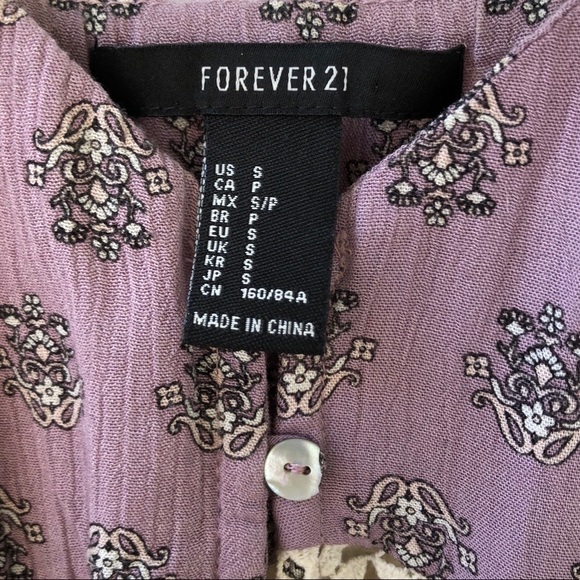 FOREVER 21
US S
CA P
MX S/P
BR P
EU S
UK S
KR S
JP S
CN 160/84A
MADE IN CHINA